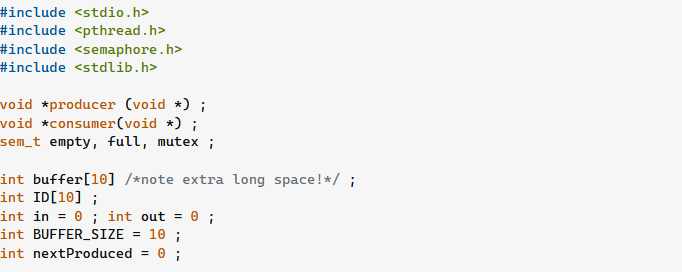 #include <stdio.h>
#include <pthread.h>
#include <semaphore.h>
#include <stdlib.h>
void *producer (void *) ;
void *consumer(void *) ;
sem_t empty, full, mutex ;
int buffer[10] /*note extra long space!*/ ;
int ID[10] ;
int in = 0 ; int out = 0 ;
int BUFFER_SIZE = 10 ;
int nextProduced = 0 ;